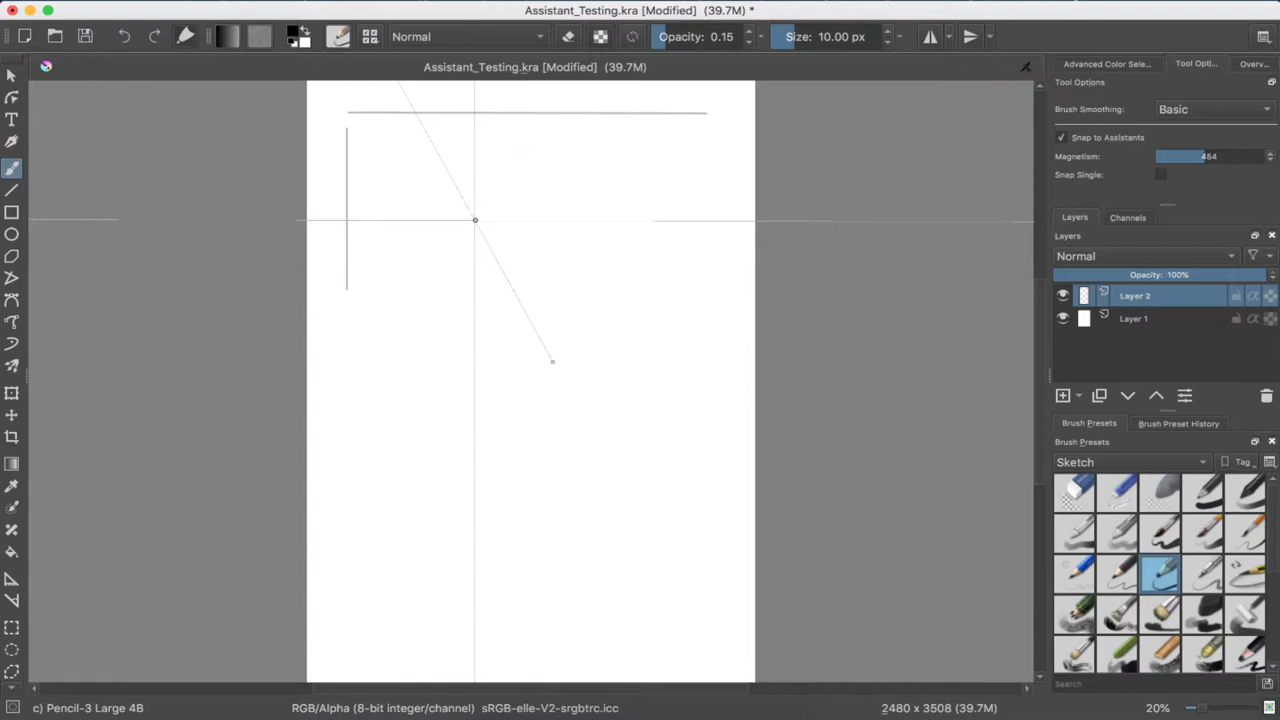 Assistant_Testing.kra [Modified] (39.7M) *
Normal
Opacity: 0.15
Size: 10.00 px
Assistant_Testing.kra [Modified] (39.7M)
Advanced Color Sele...
Tool Opti...
Overv...
Tool Options
Brush Smoothing:
Basic
Snap to Assistants
Magnetism:
464
Snap Single:
Layers
Channels
Layers
Normal
Opacity: 100%
Layer 2
Layer 1
Brush Presets
Brush Preset History
Brush Presets
Sketch
Tag
Search
c) Pencil-3 Large 4B
RGB/Alpha (8-bit integer/channel) sRGB-elle-V2-srgbtrc.icc
2480 x 3508 (39.7M)
20%